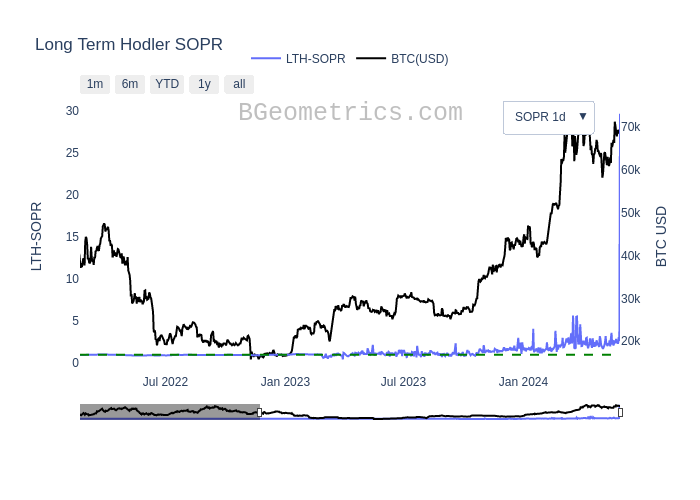 Long Term Hodler SOPR
LTH-SOPR
BTC(USD)
1m 6m YTD 1y all
BGeometrics.com
SOPR 1d ▼
30
25
20
15
10
5
0
LTH-SOPR
70k
60k
50k
40k
30k
20k
BTC USD
Jul 2022
Jan 2023
Jul 2023
Jan 2024